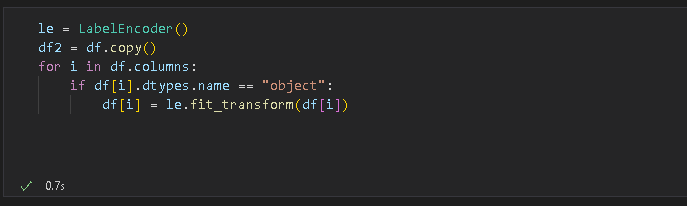 le = LabelEncoder()
df2 = df.copy()
for i in df.columns:
    if df[i].dtypes.name == "object":
        df[i] = le.fit_transform(df[i])
✓ 0.7s